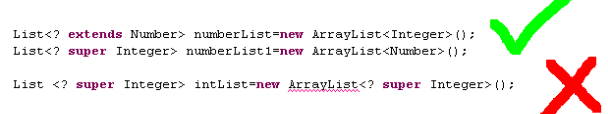 List<? extends Number> numberList=new ArrayList<Integer>();
List<? super Integer> numberList1=new ArrayList<Number>();
List <? super Integer> intList=new ArrayList<? super Integer>();